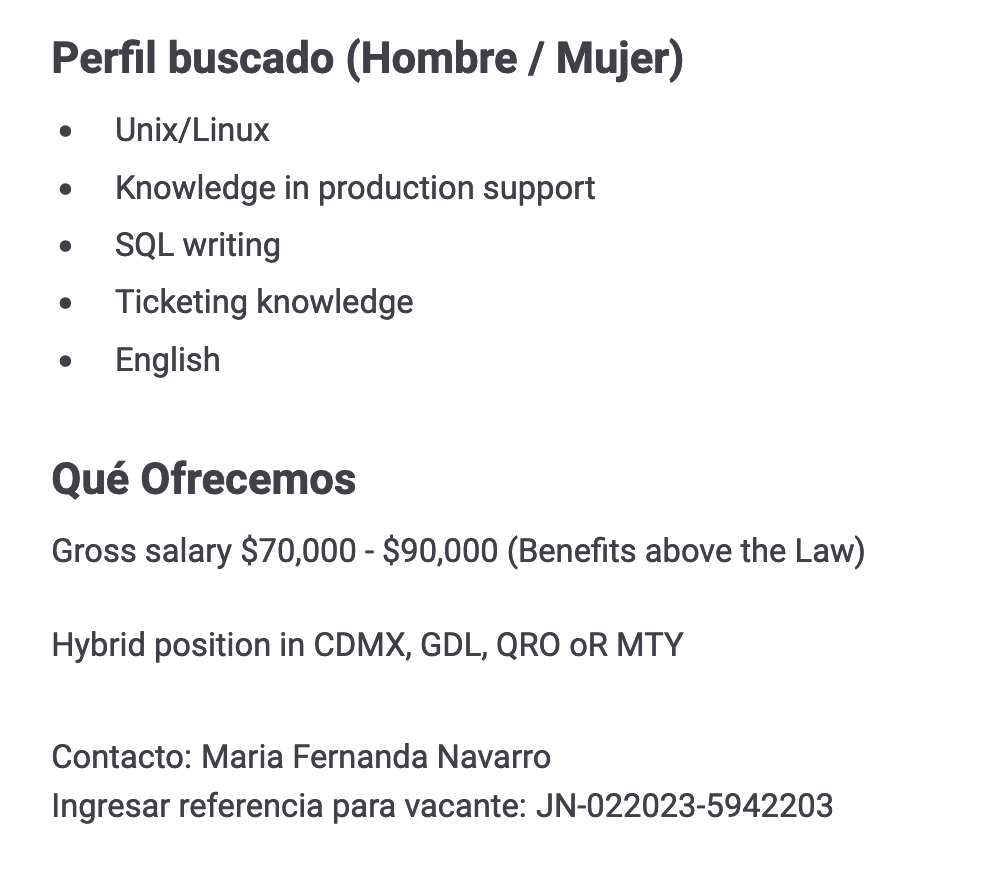 Perfil buscado (Hombre / Mujer)
• Unix/Linux
• Knowledge in production support
• SQL writing
• Ticketing knowledge
• English
Qué Ofrecemos
Gross salary $70,000 - $90,000 (Benefits above the Law)
Hybrid position in CDMX, GDL, QRO oR MTY
Contacto: Maria Fernanda Navarro
Ingresar referencia para vacante: JN-022023-5942203